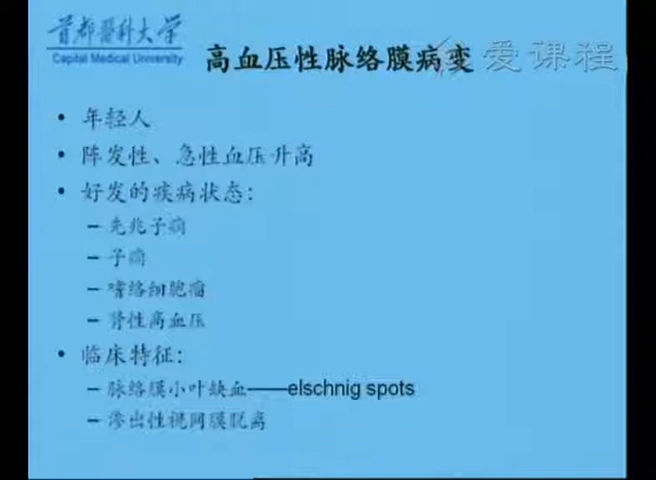 首都医科大学
Capital Medical University
高血压性脉络膜病变
爱课程
• 年轻人
• 阵发性、急性血压升高
• 好发的疾病状态:
– 先兆子痫
– 子痫
– 嗜络细胞瘤
– 肾性高血压
• 临床特征:
– 脉络膜小叶缺血——elschnig spots
– 渗出性视网膜脱离